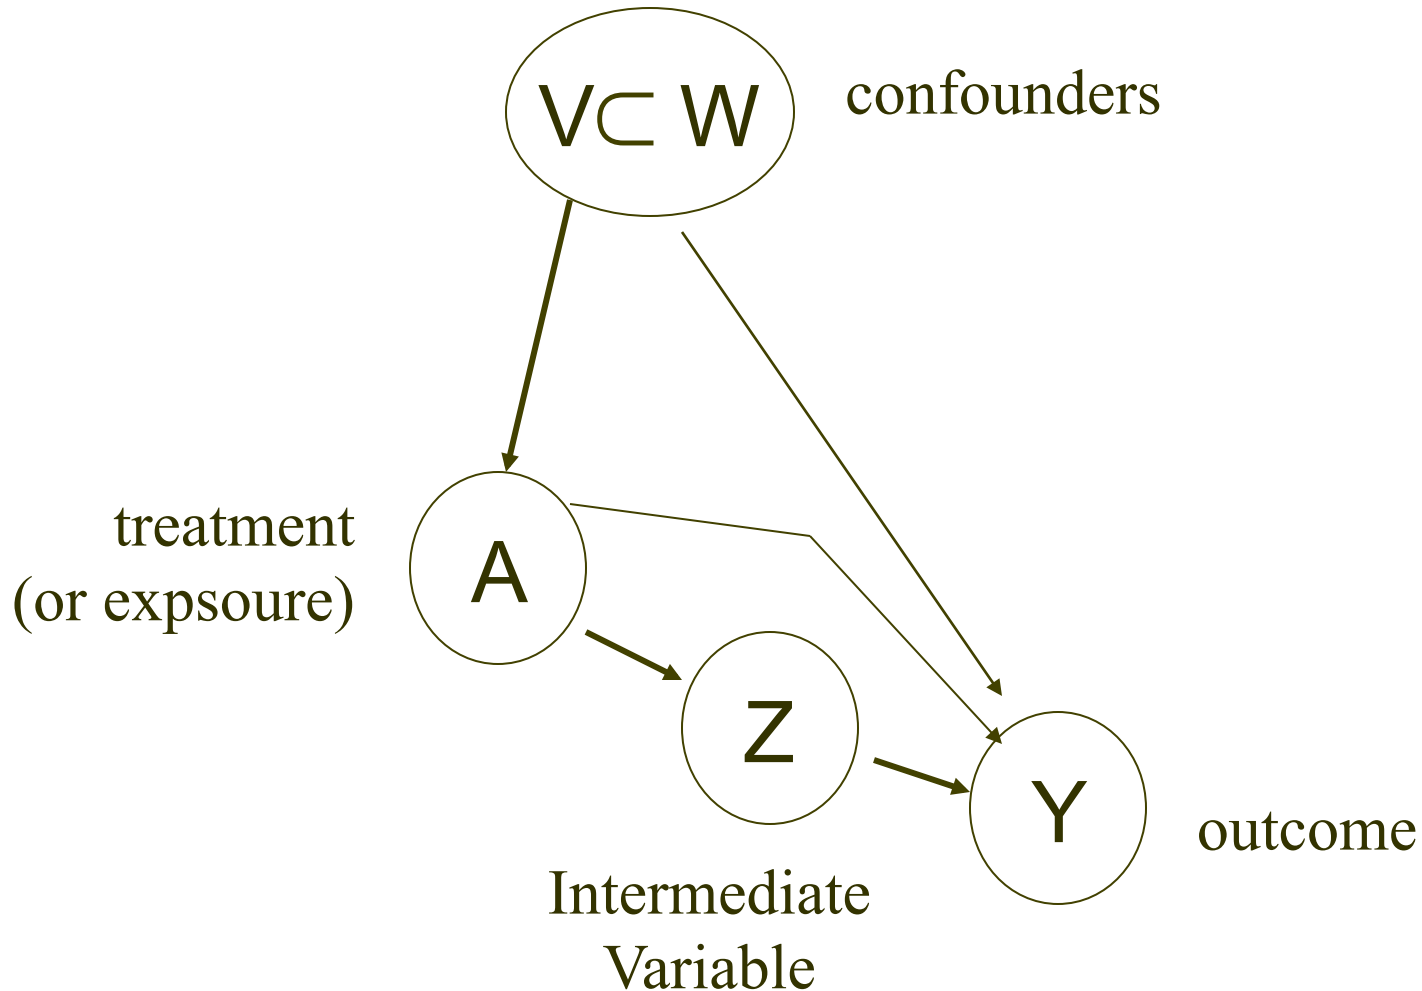 V⊂ W
confounders
treatment
(or expsoure)
A
Z
Y
outcome
Intermediate
Variable